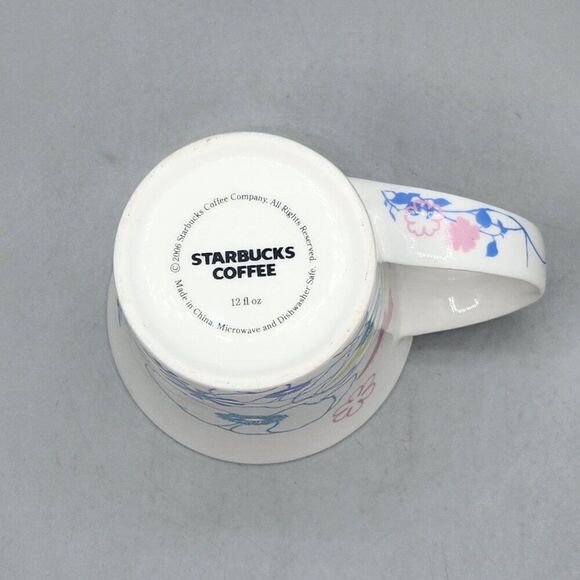 © 2006 Starbucks Coffee Company. All Rights Reserved.
STARBUCKS
COFFEE
12 fl oz
Made in China. Microwave and Dishwasher Safe.